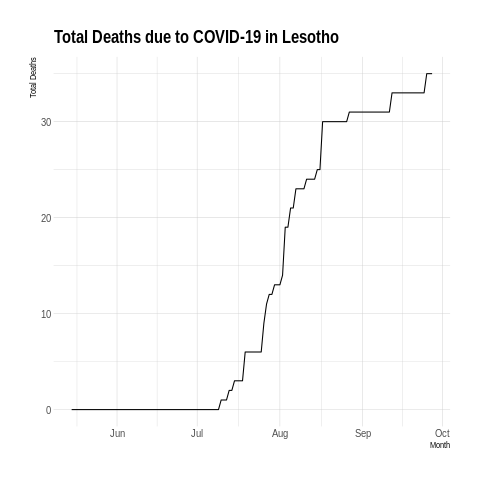 Total Deaths due to COVID-19 in Lesotho
Total Deaths
30
20
10
0
Jun Jul Aug Sep Oct
Month